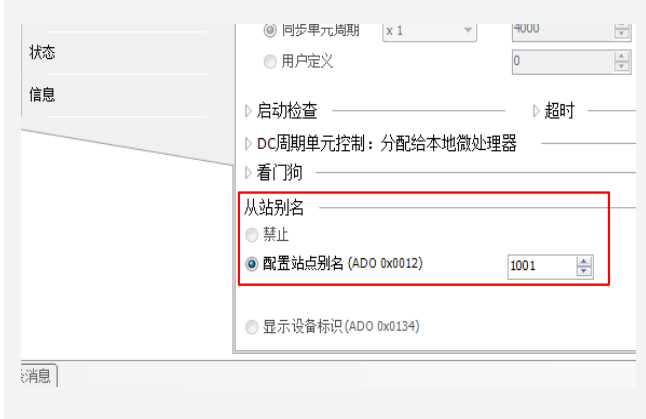 同步单元周期 x 1 4000
状态
用户定义 0
信息
启动检查 超时
DC周期单元控制：分配给本地微处理器
看门狗
从站别名
禁止
配置站点别名 (ADO 0x0012) 1001
显示设备标识(ADO 0x0134)
消息